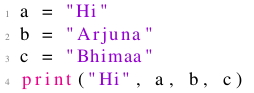 1 a = "Hi"
2 b = "Arjuna"
3 c = "Bhimaa"
4 print("Hi", a, b, c)